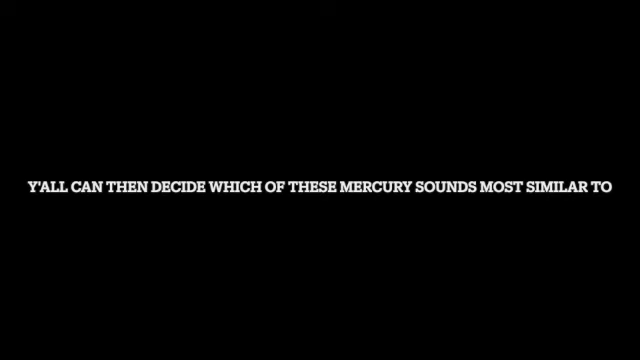 Y'ALL CAN THEN DECIDE WHICH OF THESE MERCURY SOUNDS MOST SIMILAR TO